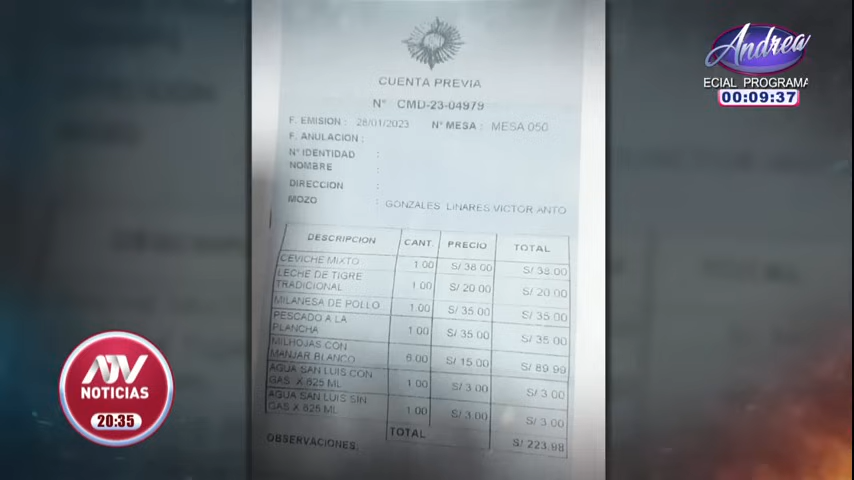 CUENTA PREVIA
N° CMD-23-04979
F. EMISION : 28/01/2023 N° MESA : MESA 050
F. ANULACION :
N° IDENTIDAD :
NOMBRE :
DIRECCION :
MOZO : GONZALES LINARES VICTOR ANTO
DESCRIPCION CANT. PRECIO TOTAL
CEVICHE MIXTO 1.00 S/ 38.00 S/ 38.00
LECHE DE TIGRE
TRADICIONAL 1.00 S/ 20.00 S/ 20.00
MILANESA DE POLLO 1.00 S/ 35.00 S/ 35.00
PESCADO A LA
PLANCHA 1.00 S/ 35.00 S/ 35.00
MILHOJAS CON
MANJAR BLANCO 6.00 S/ 15.00 S/ 89.99
AGUA SAN LUIS CON
GAS X 625 ML 1.00 S/ 3.00 S/ 3.00
AGUA SAN LUIS SIN
GAS X 625 ML 1.00 S/ 3.00 S/ 3.00
TOTAL S/ 223.98
OBSERVACIONES:
Andrea
ECIAL PROGRAMA
00:09:37
ATV
NOTICIAS
20:35